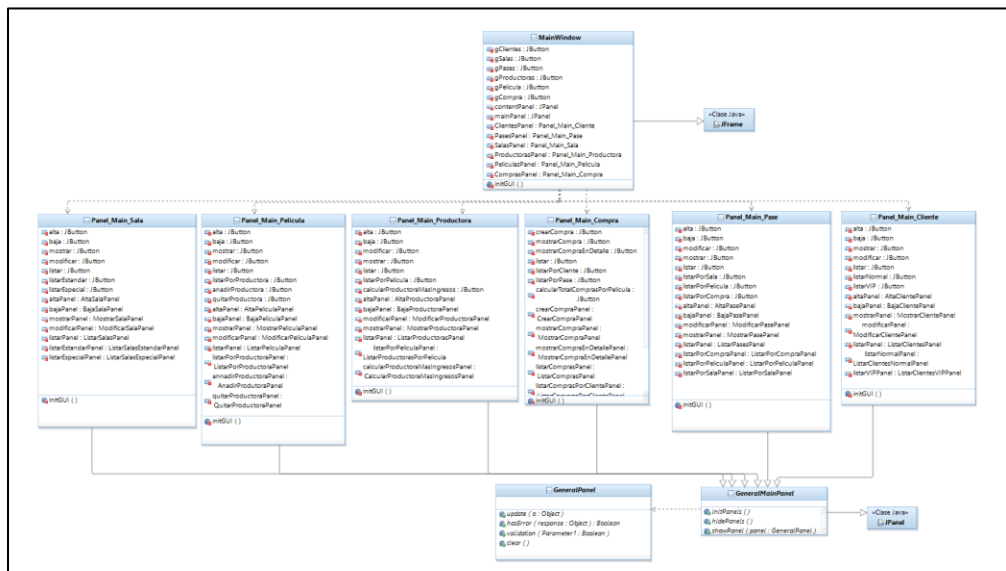 MainWindow
gClientes : JButton
gSalas : JButton
gPases : JButton
gProductoras : JButton
gPelicula : JButton
gCompra : JButton
contentPanel : JPanel
mainPanel : JPanel
ClientesPanel : Panel_Main_Cliente
PasesPanel : Panel_Main_Pase
SalasPanel : Panel_Main_Sala
ProductorasPanel : Panel_Main_Productora
PeliculasPanel : Panel_Main_Pelicula
ComprasPanel : Panel_Main_Compra
initGUI ( )
«Clase Java»
JFrame
Panel_Main_Sala
alta : JButton
baja : JButton
mostrar : JButton
modificar : JButton
listar : JButton
listarEstandar : JButton
listarEspecial : JButton
altaPanel : AltaSalaPanel
bajaPanel : BajaSalaPanel
mostrarPanel : MostrarSalaPanel
modificarPanel : ModificarSalaPanel
listarPanel : ListarSalasPanel
listarEstandarPanel : ListarSalasEstandarPanel
listarEspecialPanel : ListarSalasEspecialPanel
initGUI ( )
Panel_Main_Pelicula
alta : JButton
baja : JButton
mostrar : JButton
modificar : JButton
listar : JButton
listarPorProductora : JButton
anadirProductora : JButton
quitarProductora : JButton
altaPanel : AltaPeliculaPanel
bajaPanel : BajaPeliculaPanel
mostrarPanel : MostrarPeliculaPanel
modificarPanel : ModificarPeliculaPanel
listarPanel : ListarPeliculasPanel
listarPorProductoraPanel :
ListarPorProductoraPanel
annadirProductoraPanel :
AnadirProdutoraPanel
quitarProductoraPanel :
QuitarProductoraPanel
initGUI ( )
Panel_Main_Productora
alta : JButton
baja : JButton
modificar : JButton
mostrar : JButton
listar : JButton
listarPorPelicula : JButton
calcularProductoraMasIngresos : JButton
altaPanel : AltaProductoraPanel
bajaPanel : BajaProductoraPanel
modificarPanel : ModificarProductoraPanel
mostrarPanel : MostrarProductoraPanel
listarPanel : ListarProductorasPanel
listarPorPeliculaPanel :
ListarProductorasPorPelicula
calcularProductoraMasIngresosPanel :
CalcularProductoraMasIngresosPanel
initGUI ( )
Panel_Main_Compra
crearCompra : JButton
mostrarCompra : JButton
mostrarCompraEnDetalle : JButton
listar : JButton
listarPorCliente : JButton
listarPorPase : JButton
calcularTotalComprasPorPelicula :
JButton
crearCompraPanel :
CrearCompraPanel
mostrarCompraPanel :
MostrarCompraPanel
mostrarCompraEnDetallePanel :
MostrarCompraEnDetallePanel
listarComprasPanel :
ListarComprasPanel
listarComprasPorClientePanel :
ListarComprasPorClientePanel
initGUI ( )
Panel_Main_Pase
alta : JButton
baja : JButton
modificar : JButton
mostrar : JButton
listar : JButton
listarPorSala : JButton
listarPorPelicula : JButton
listarPorCompra : JButton
altaPanel : AltaPasePanel
bajaPanel : BajaPasePanel
modificarPanel : ModificarPasePanel
mostrarPanel : MostrarPasePanel
listarPanel : ListarPasesPanel
listarPorCompraPanel : ListarPorCompraPanel
listarPorPeliculaPanel : ListarPorPeliculaPanel
listarPorSalaPanel : ListarPorSalaPanel
initGUI ( )
Panel_Main_Cliente
alta : JButton
baja : JButton
mostrar : JButton
modificar : JButton
listar : JButton
listarNormal : JButton
listarVIP : JButton
altaPanel : AltaClientePanel
bajaPanel : BajaClientePanel
mostrarPanel : MostrarClientePanel
modificarPanel :
ModificarClientePanel
listarPanel : ListarClientesPanel
listarNormalPanel :
ListarClientesNormalPanel
listarVIPPanel : ListarClientesVIPPanel
initGUI ( )
GeneralPanel
update ( o : Object )
hasError ( response : Object ) : Boolean
validation ( Parameter1 : Boolean )
clear ( )
GeneralMainPanel
initPanels ( )
hidePanels ( )
showPanel ( panel : GeneralPanel )
«Clase Java»
JPanel